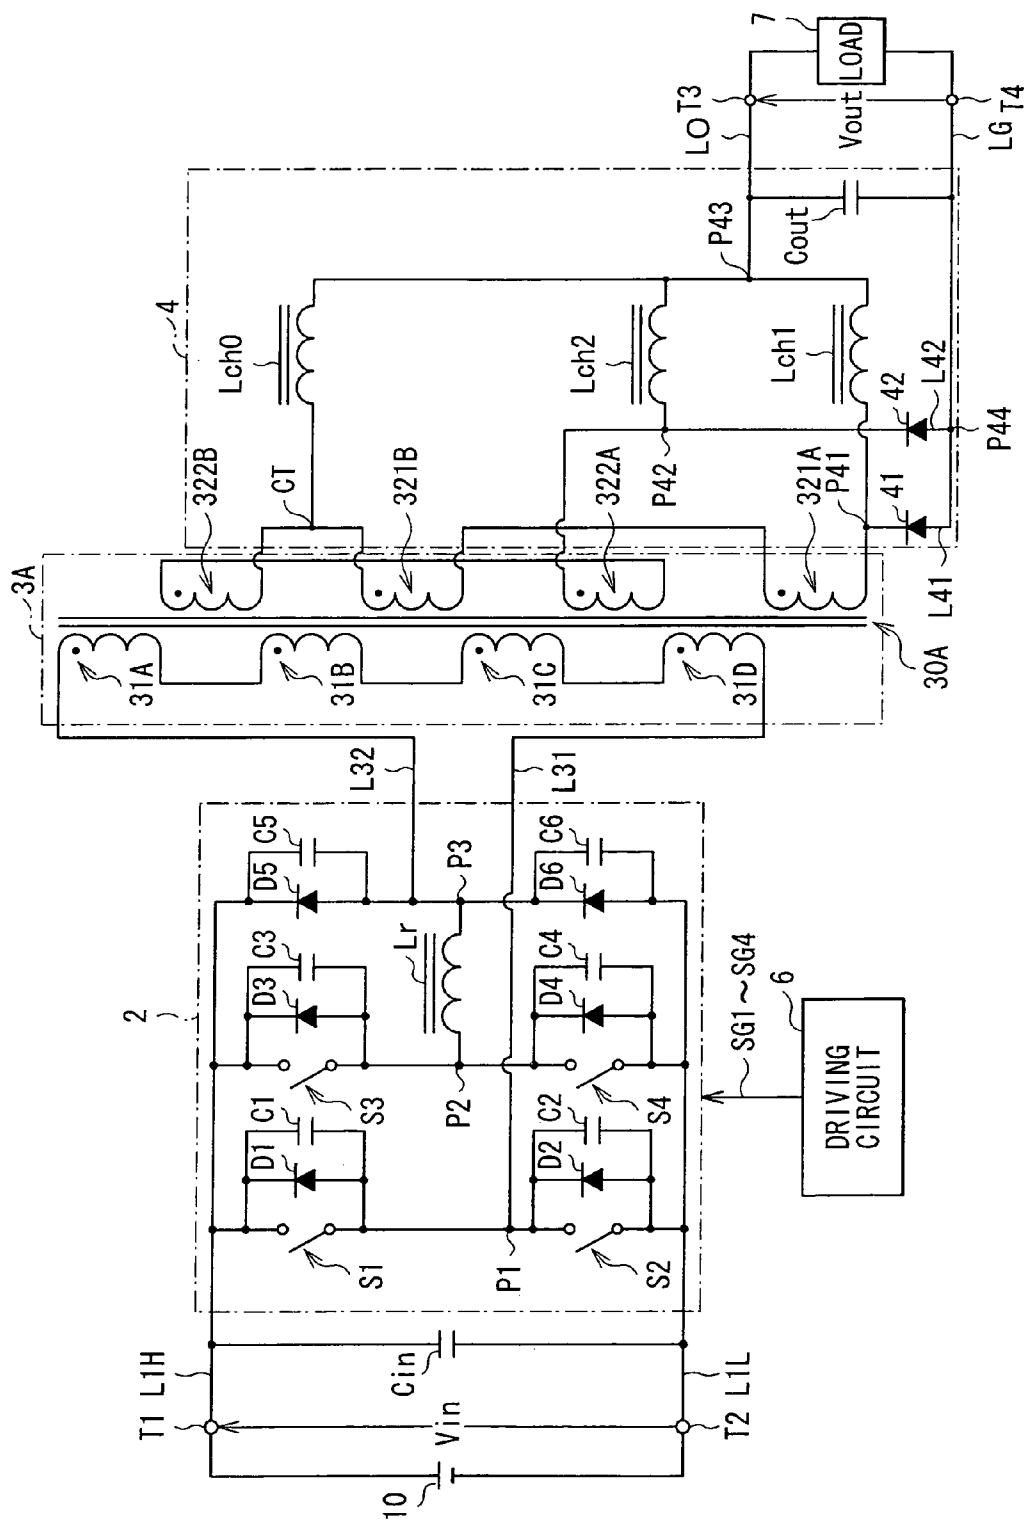 10
T1
L1H
Vin
Cin
T2
L1L
2
S1
D1
C1
S3
D3
C3
D5
C5
P1
P2
Lr
P3
S2
D2
C2
S4
D4
C4
D6
C6
SG1~SG4
6
DRIVING
CIRCUIT
L32
L31
3A
31A
31B
31C
31D
30A
322B
CT
321B
322A
P42
321A
P41
41
L41
42
L42
P44
4
Lch0
Lch2
Lch1
P43
Cout
LO
T3
Vout
LG
T4
7
LOAD